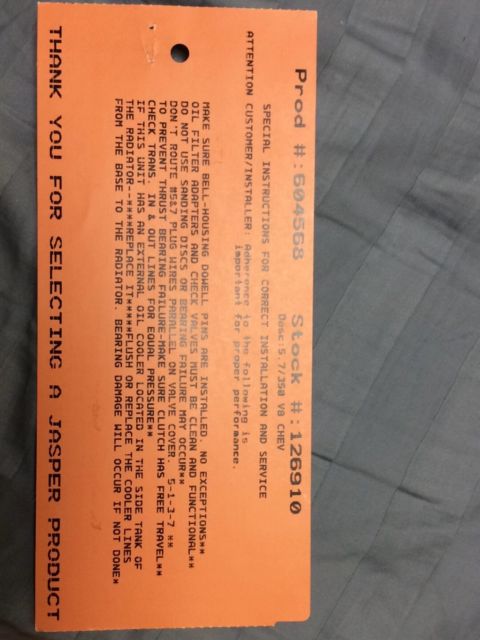 Prod #:604568 Stock #:126910
Desc:5.7/350 V8 CHEV
SPECIAL INSTRUCTIONS FOR CORRECT INSTALLATION AND SERVICE
ATTENTION CUSTOMER/INSTALLER: Adherence to the following is
important for proper performance.
MAKE SURE BELL-HOUSING DOWELL PINS ARE INSTALLED. NO EXCEPTIONS**
OIL FILTER ADAPTERS AND CHECK VALVES MUST BE CLEAN AND FUNCTIONAL**
DO NOT USE SANDING DISCS OR BEARING FAILURE MAY OCCUR**
DON'T ROUTE #5&7 PLUG WIRES PARALLEL ON VALVE COVER. 5-1-3-7 **
TO PREVENT THRUST BEARING FAILURE-MAKE SURE CLUTCH HAS FREE TRAVEL**
CHECK TRANS. IN & OUT LINES FOR EQUAL PRESSURE**
IF THIS UNIT HAS AN EXTERNAL OIL COOLER LOCATED IN THE SIDE TANK OF
THE RADIATOR--****REPLACE IT****FLUSH OR REPLACE THE COOLER LINES
FROM THE BASE TO THE RADIATOR. BEARING DAMAGE WILL OCCUR IF NOT DONE*
THANK YOU FOR SELECTING A JASPER PRODUCT